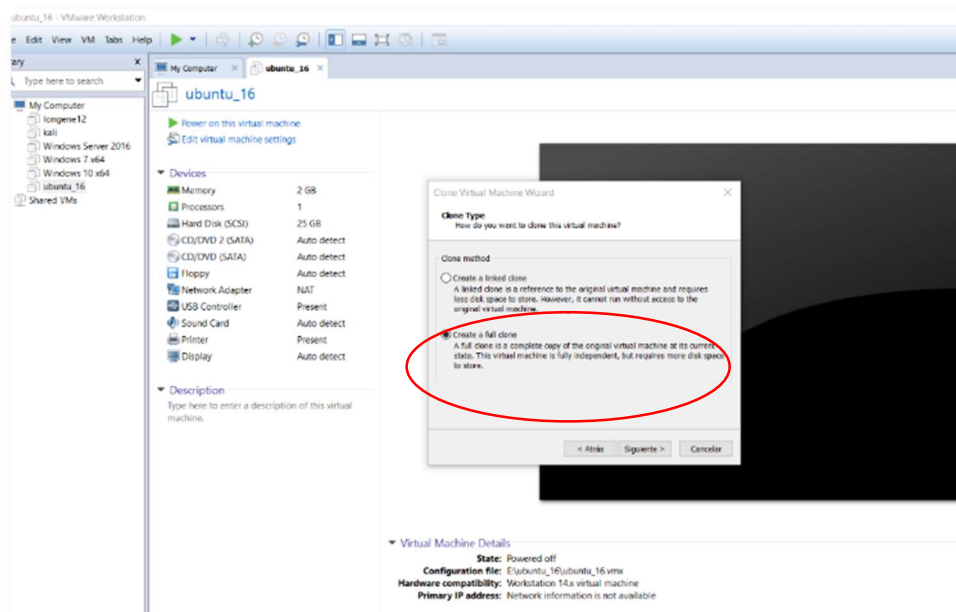 ubuntu_16 - VMware Workstation
e Edit View VM Tabs Help
ary x
Type here to search
My Computer ×
ubuntu_16 ×
My Computer
longene12
kali
Windows Server 2016
Windows 7 x64
Windows 10 x64
ubuntu_16
Shared VMs
ubuntu_16
Power on this virtual machine
Edit virtual machine settings
Devices
Memory 2 GB
Processors 1
Hard Disk (SCSI) 25 GB
CD/DVD 2 (SATA) Auto detect
CD/DVD (SATA) Auto detect
Floppy Auto detect
Network Adapter NAT
USB Controller Present
Sound Card Auto detect
Printer Present
Display Auto detect
Description
Type here to enter a description of this virtual
machine.
Clone Virtual Machine Wizard
Clone Type
How do you want to clone this virtual machine?
Clone method
Create a linked clone
A linked clone is a reference to the original virtual machine and requires
less disk space to store. However, it cannot run without access to the
original virtual machine.
Create a full clone
A full clone is a complete copy of the original virtual machine at its current
state. This virtual machine is fully independent, but requires more disk space
to store.
< Atrás Siguiente > Cancelar
Virtual Machine Details
State: Powered off
Configuration file: E:\ubuntu_16\ubuntu_16.vmx
Hardware compatibility: Workstation 14.x virtual machine
Primary IP address: Network information is not available